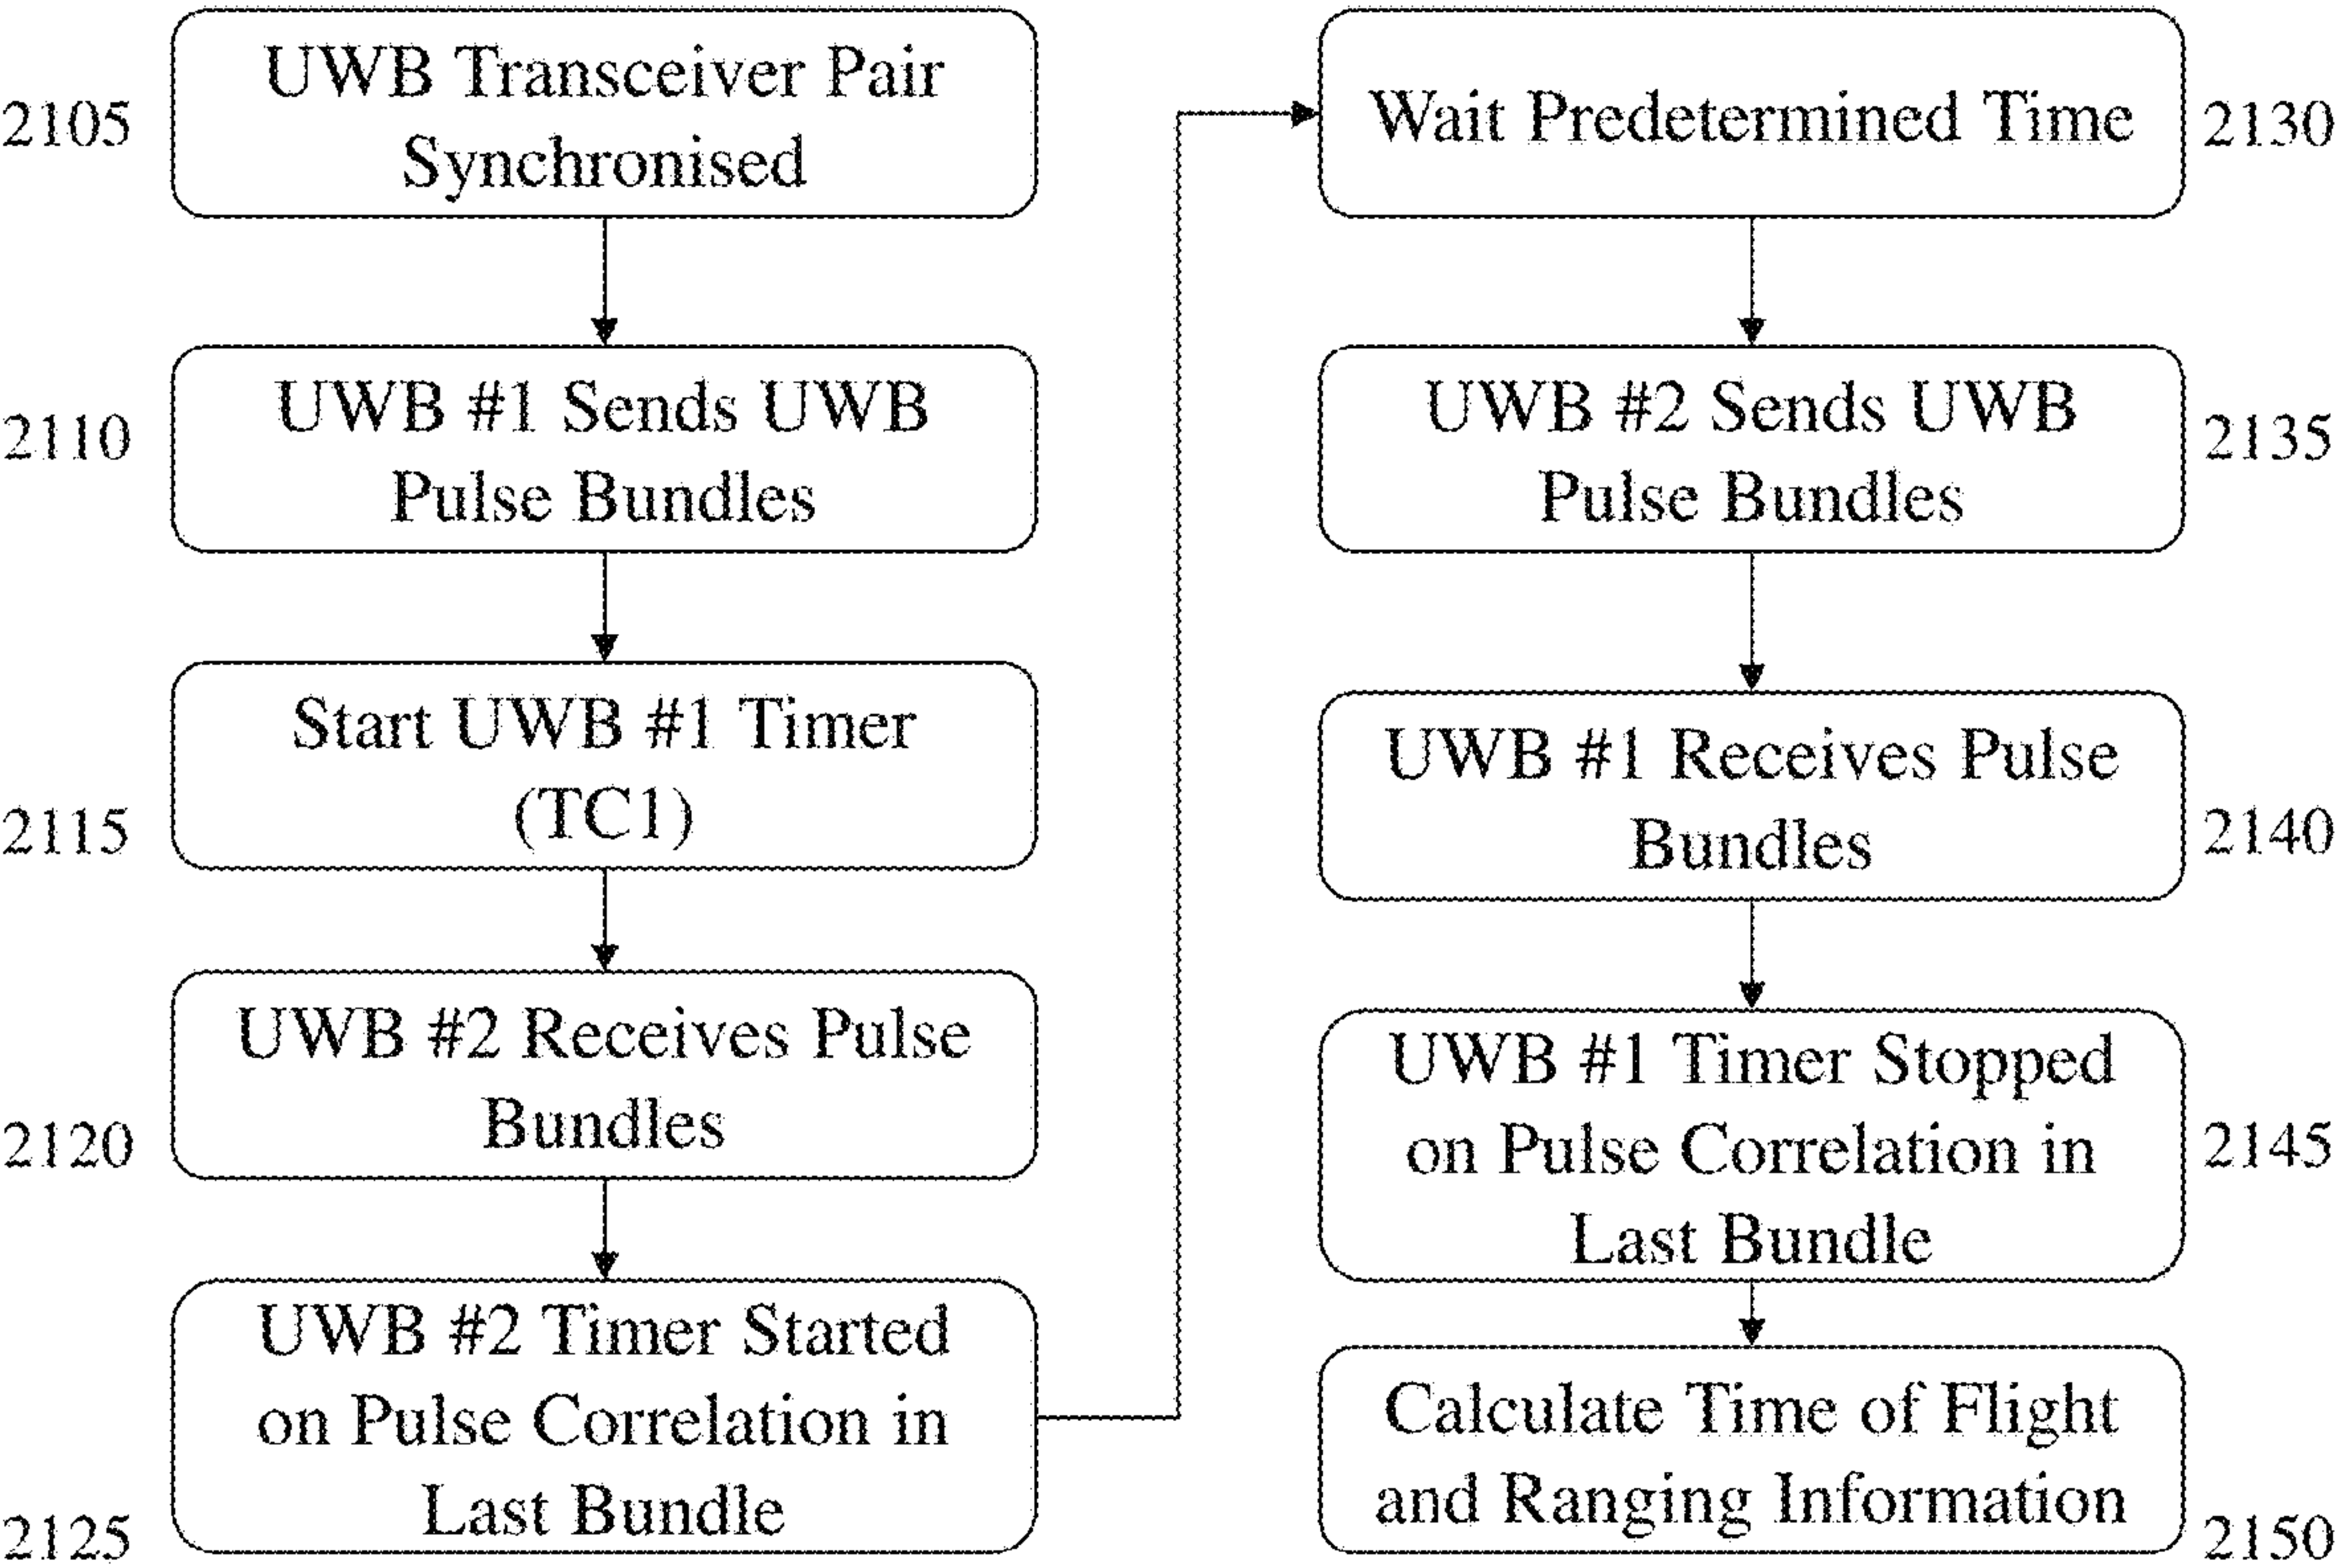 2105
UWB Transceiver Pair
Synchronised
2110
UWB #1 Sends UWB
Pulse Bundles
2115
Start UWB #1 Timer
(TC1)
2120
UWB #2 Receives Pulse
Bundles
2125
UWB #2 Timer Started
on Pulse Correlation in
Last Bundle
Wait Predetermined Time
2130
UWB #2 Sends UWB
Pulse Bundles
2135
UWB #1 Receives Pulse
Bundles
2140
UWB #1 Timer Stopped
on Pulse Correlation in
Last Bundle
2145
Calculate Time of Flight
and Ranging Information
2150